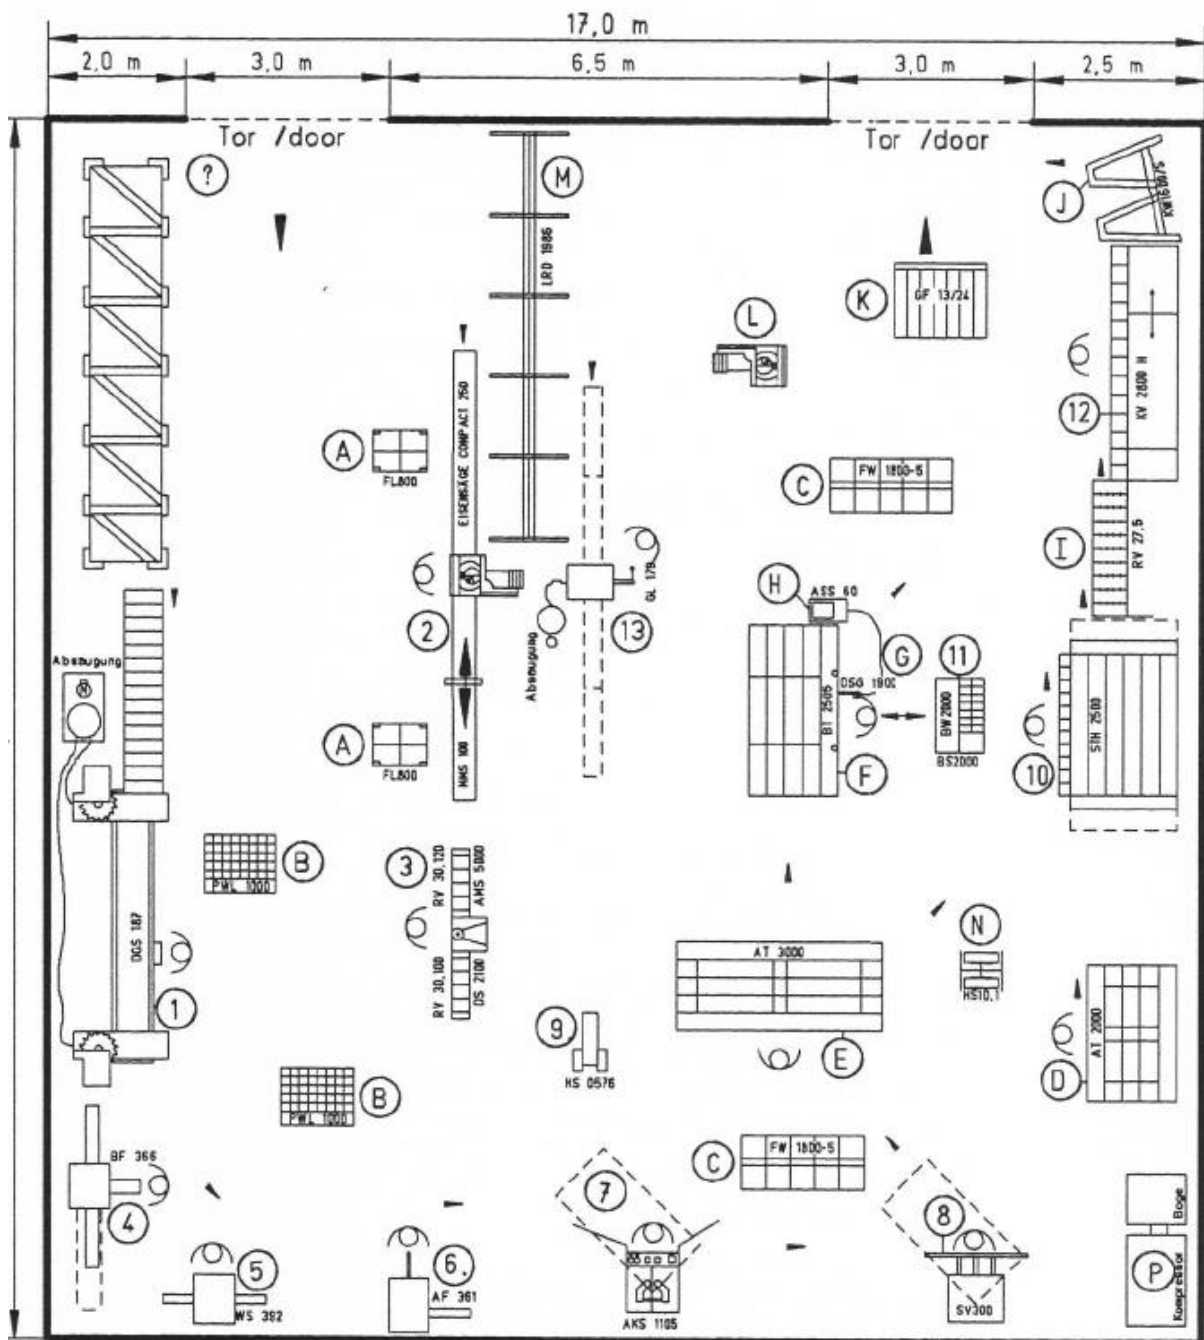 17,0 m
2,0 m
3,0 m
6,5 m
3,0 m
2,5 m
Tor /door
Tor /door
?
M
J
KW1600/5
LRD 1986
K
GF 13/24
L
12
KV 2800 H
EISENSÄGE COMPACT 250
A
FL800
C
FW 1800-5
I
RV 27.5
2
13
GL 179
Absaugung
H
ASS 60
G
DSG 1900
11
BW2000
BS2000
BT 2505
F
10
STH 2500
Absaugung
A
FL800
MMS 100
B
PWL 1000
3
RV 30,120
AMS 5000
RV 30,100
DS 2100
DGS 187
1
AT 3000
E
N
HS10,1
AT 2000
D
9
HS 0576
B
PWL 1000
C
FW 1800-5
BF 366
4
5
WS 392
6.
AF 361
7
AKS 1105
8
SV300
Boge
P
Kompressor